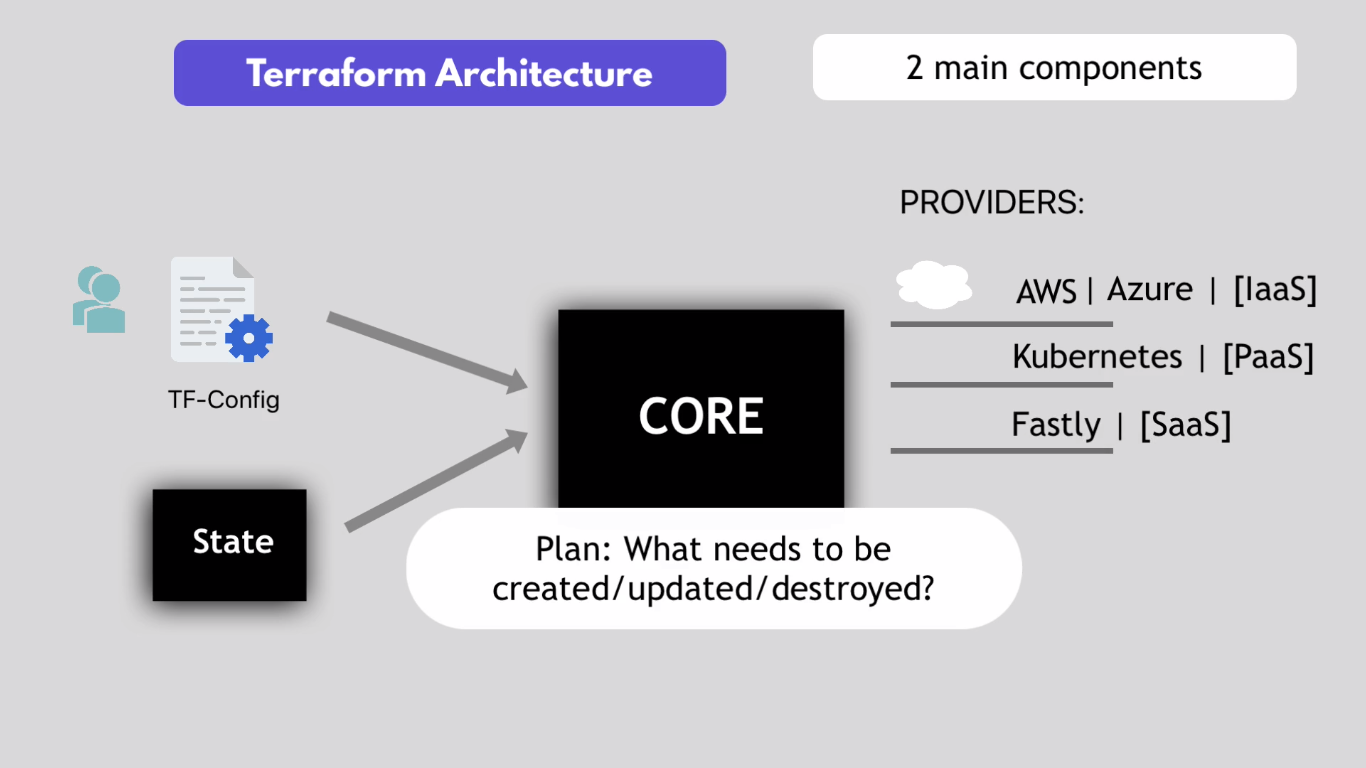 Terraform Architecture
2 main components
PROVIDERS:
AWS | Azure | [IaaS]
Kubernetes | [PaaS]
Fastly | [SaaS]
TF-Config
CORE
State
Plan: What needs to be
created/updated/destroyed?